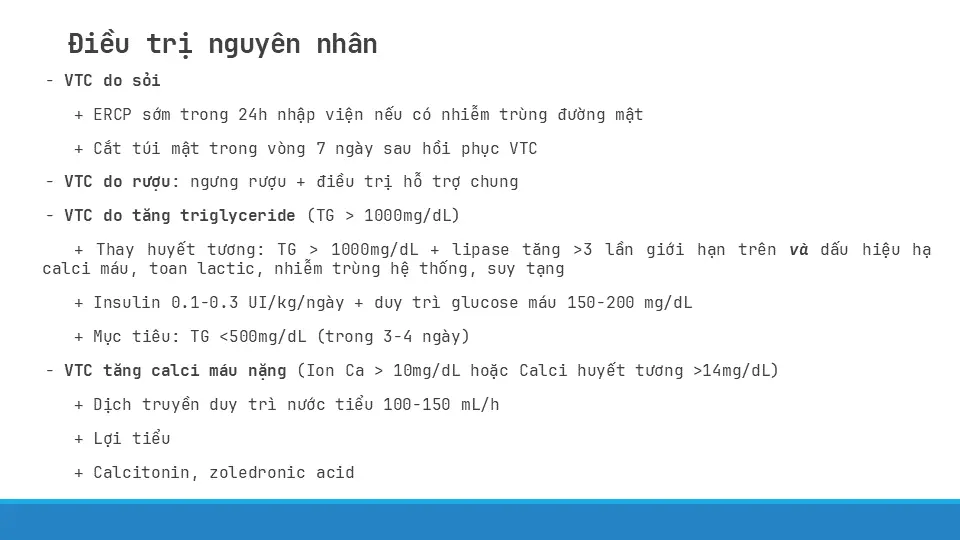 Điều trị nguyên nhân
- VTC do sỏi
+ ERCP sớm trong 24h nhập viện nếu có nhiễm trùng đường mật
+ Cắt túi mật trong vòng 7 ngày sau hồi phục VTC
- VTC do rượu: ngưng rượu + điều trị hỗ trợ chung
- VTC do tăng triglyceride (TG > 1000mg/dL)
+ Thay huyết tương: TG > 1000mg/dL + lipase tăng >3 lần giới hạn trên và dấu hiệu hạ
calci máu, toan lactic, nhiễm trùng hệ thống, suy tạng
+ Insulin 0.1-0.3 UI/kg/ngày + duy trì glucose máu 150-200 mg/dL
+ Mục tiêu: TG <500mg/dL (trong 3-4 ngày)
- VTC tăng calci máu nặng (Ion Ca > 10mg/dL hoặc Calci huyết tương >14mg/dL)
+ Dịch truyền duy trì nước tiểu 100-150 mL/h
+ Lợi tiểu
+ Calcitonin, zoledronic acid